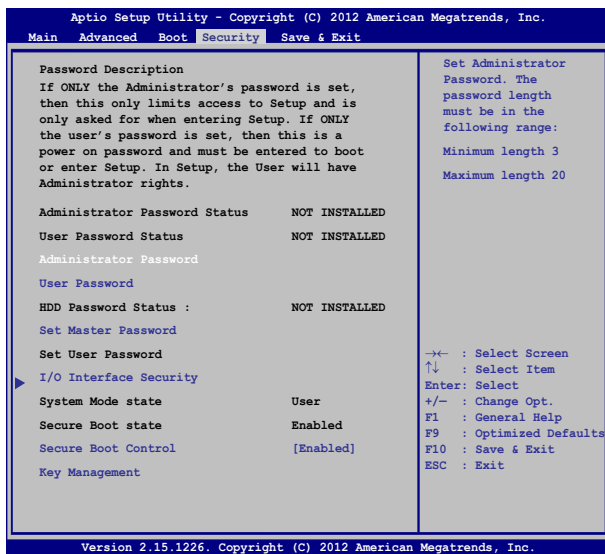 Aptio Setup Utility - Copyright (C) 2012 American Megatrends, Inc.
Main Advanced Boot Security Save & Exit
Password Description
If ONLY the Administrator's password is set,
then this only limits access to Setup and is
only asked for when entering Setup. If ONLY
the user's password is set, then this is a
power on password and must be entered to boot
or enter Setup. In Setup, the User will have
Administrator rights.
Administrator Password Status NOT INSTALLED
User Password Status NOT INSTALLED
Administrator Password
User Password
HDD Password Status : NOT INSTALLED
Set Master Password
Set User Password
I/O Interface Security
System Mode state User
Secure Boot state Enabled
Secure Boot Control [Enabled]
Key Management
Set Administrator
Password. The
password length
must be in the
following range:
Minimum length 3
Maximum length 20
→← : Select Screen
↑↓ : Select Item
Enter: Select
+/— : Change Opt.
F1 : General Help
F9 : Optimized Defaults
F10 : Save & Exit
ESC : Exit
Version 2.15.1226. Copyright (C) 2012 American Megatrends, Inc.